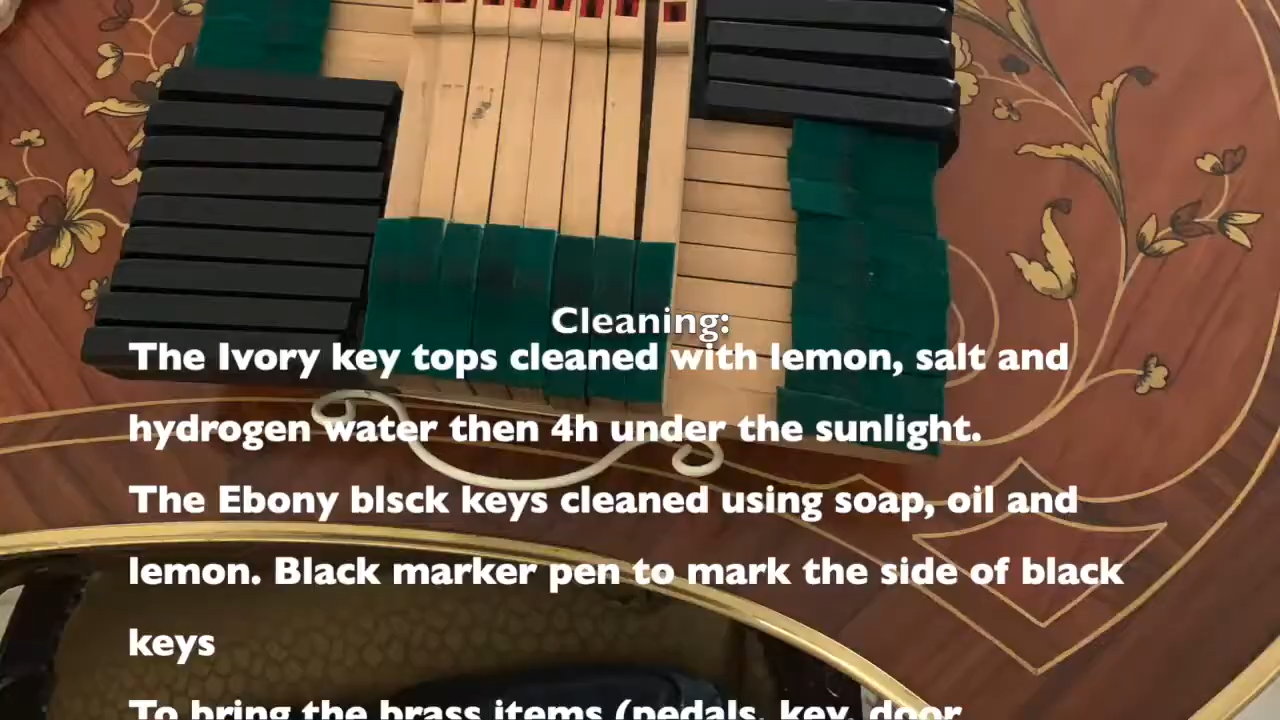 Cleaning:
The Ivory key tops cleaned with lemon, salt and
hydrogen water then 4h under the sunlight.
The Ebony blsck keys cleaned using soap, oil and
lemon. Black marker pen to mark the side of black
keys
To bring the brass items (pedals, key, door